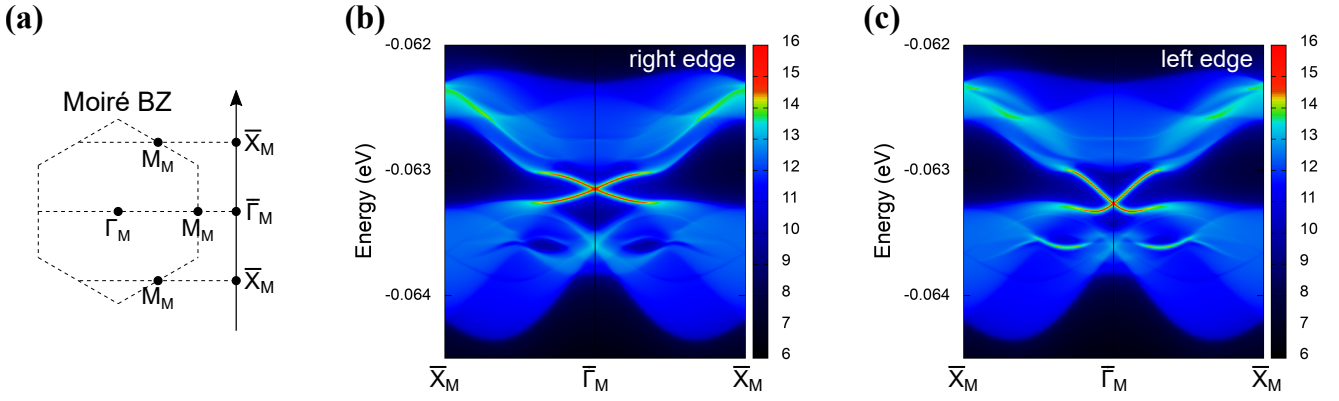 (a)
Moiré BZ
X̅_M
M_M
Γ̅_M
Γ_M
M_M
X̅_M
M_M
(b)
right edge
Energy (eV)
-0.062
-0.063
-0.064
X̅_M
Γ̅_M
X̅_M
16
15
14
13
12
11
10
9
8
7
6
(c)
left edge
Energy (eV)
-0.062
-0.063
-0.064
X̅_M
Γ̅_M
X̅_M
16
15
14
13
12
11
10
9
8
7
6